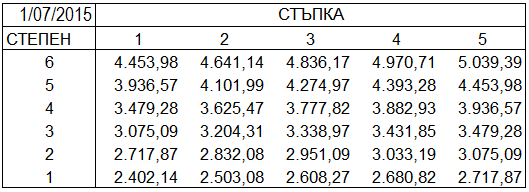 1/07/2015 СТЪПКА
СТЕПЕН 1 2 3 4 5
6 4.453,98 4.641,14 4.836,17 4.970,71 5.039,39
5 3.936,57 4.101,99 4.274,97 4.393,28 4.453,98
4 3.479,28 3.625,47 3.777,82 3.882,93 3.936,57
3 3.075,09 3.204,31 3.338,97 3.431,85 3.479,28
2 2.717,87 2.832,08 2.951,09 3.033,19 3.075,09
1 2.402,14 2.503,08 2.608,27 2.680,82 2.717,87